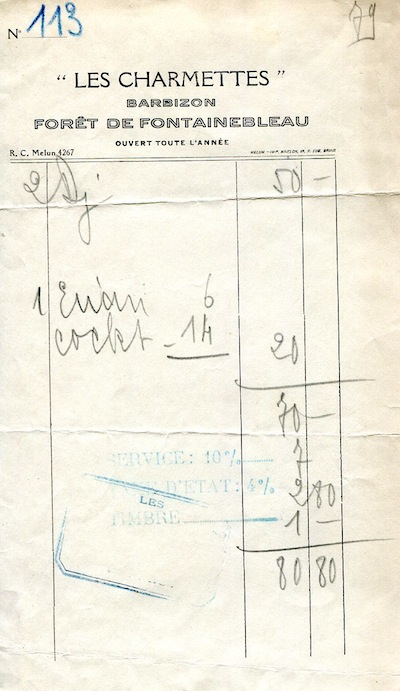 N° 113
79
“ LES CHARMETTES ”
BARBIZON
FORÊT DE FONTAINEBLEAU
OUVERT TOUTE L'ANNÉE
R. C. Melun 4267
2 Dj 50 —
1 Evian 6
cockt - 14 20
70 —
SERVICE: 10% 7
D'ETAT: 4% 2 80
TIMBRE 1 —
LES
80 80